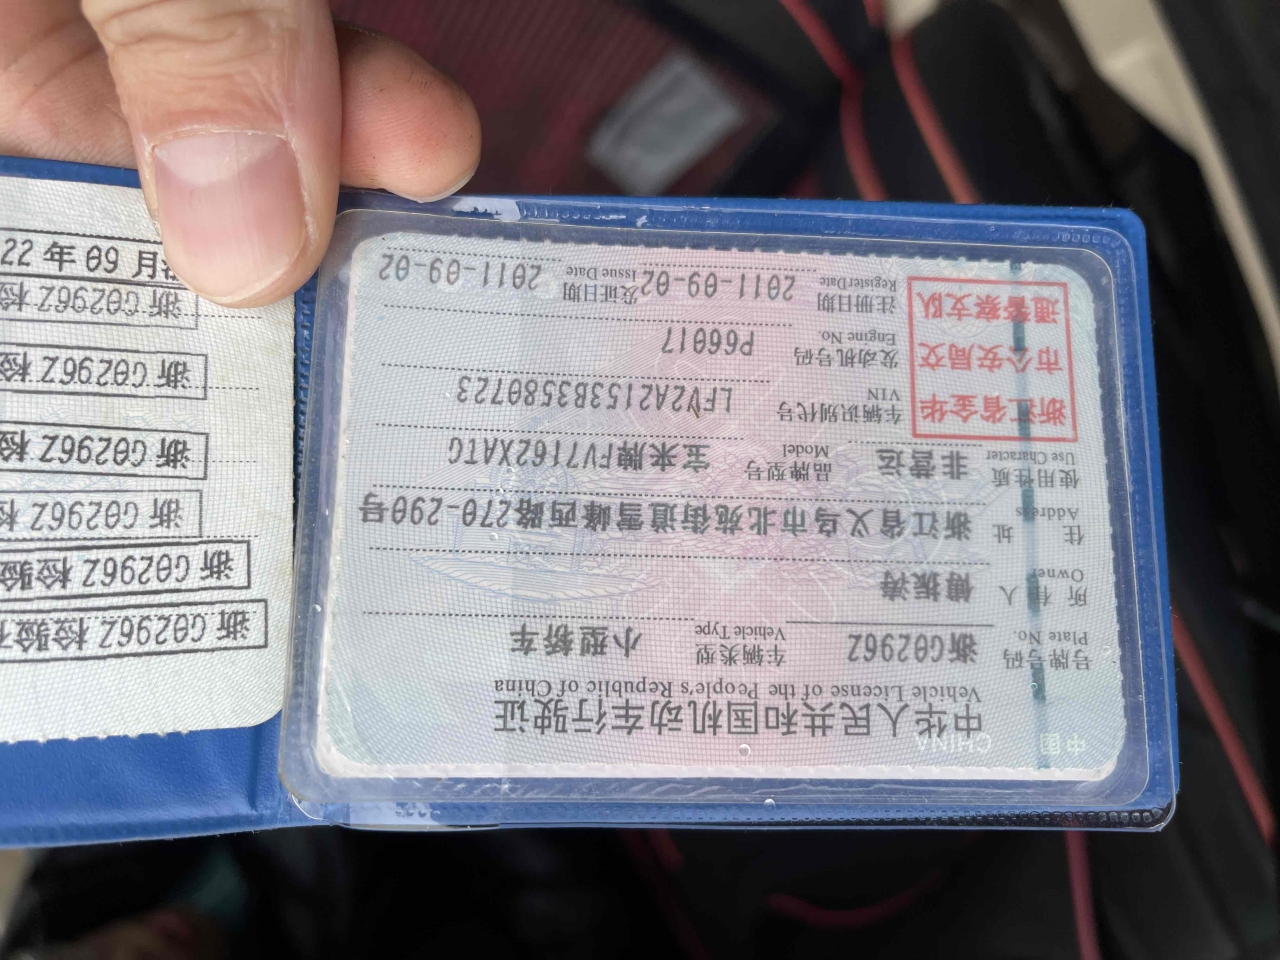 中国
CHINA
中华人民共和国机动车行驶证
Vehicle License of the People's Republic of China
号牌号码 浙G0296Z 车辆类型 小型轿车
Plate No. Vehicle Type
所有人 傅振涛
Owner
住址 浙江省义乌市北苑街道雪峰西路270-290号
Address
使用性质 非营运 品牌型号 宝来牌FV7162XATG
Use Character Model
浙江省金华
市公安局交
通警察支队
车辆识别代号 LFV2A2153B3580723
VIN
发动机号码 P66017
Engine No.
注册日期 2011-09-02 发证日期 2011-09-02
Register Date Issue Date
浙G0296Z 检验
浙G0296Z 检验
浙G0296Z 检
浙G0296Z 检
浙G0296Z 检
浙G0296Z 检
22年09月